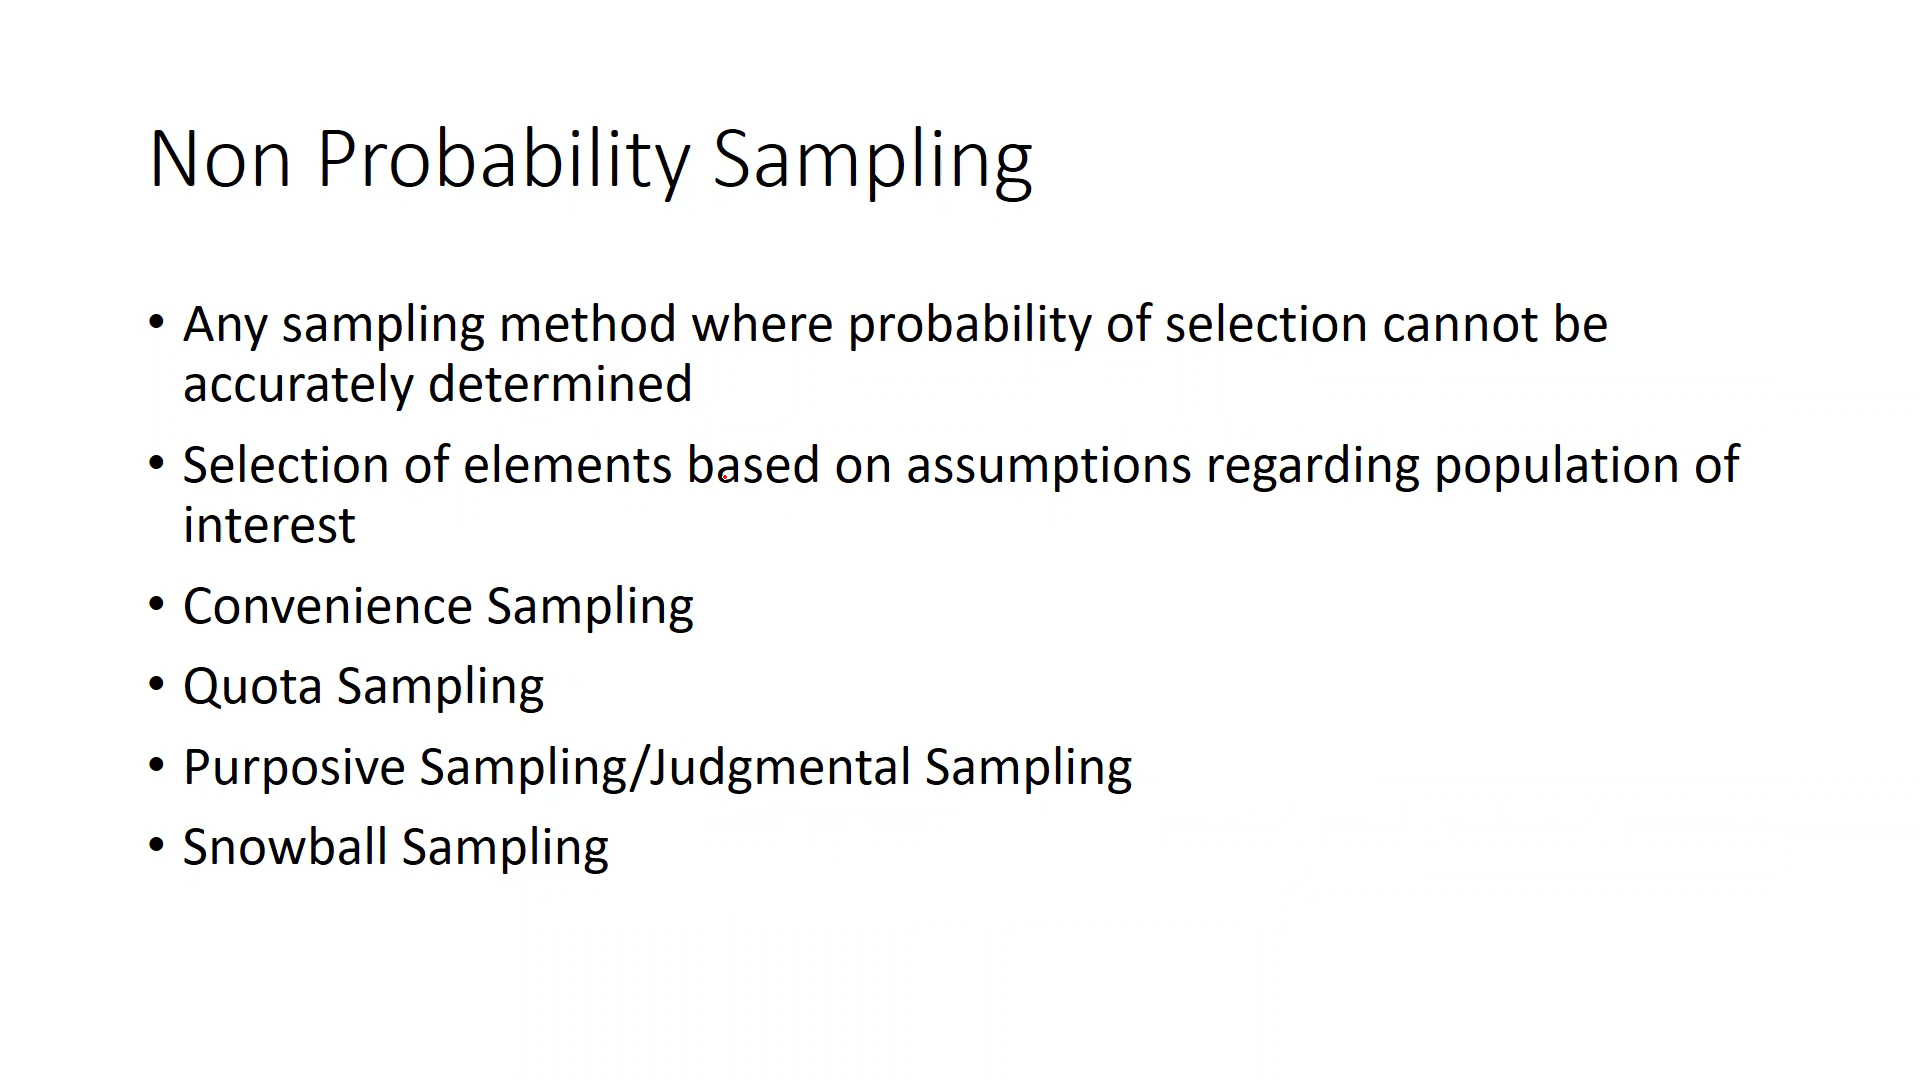 Non Probability Sampling
• Any sampling method where probability of selection cannot be
accurately determined
• Selection of elements based on assumptions regarding population of
interest
• Convenience Sampling
• Quota Sampling
• Purposive Sampling/Judgmental Sampling
• Snowball Sampling